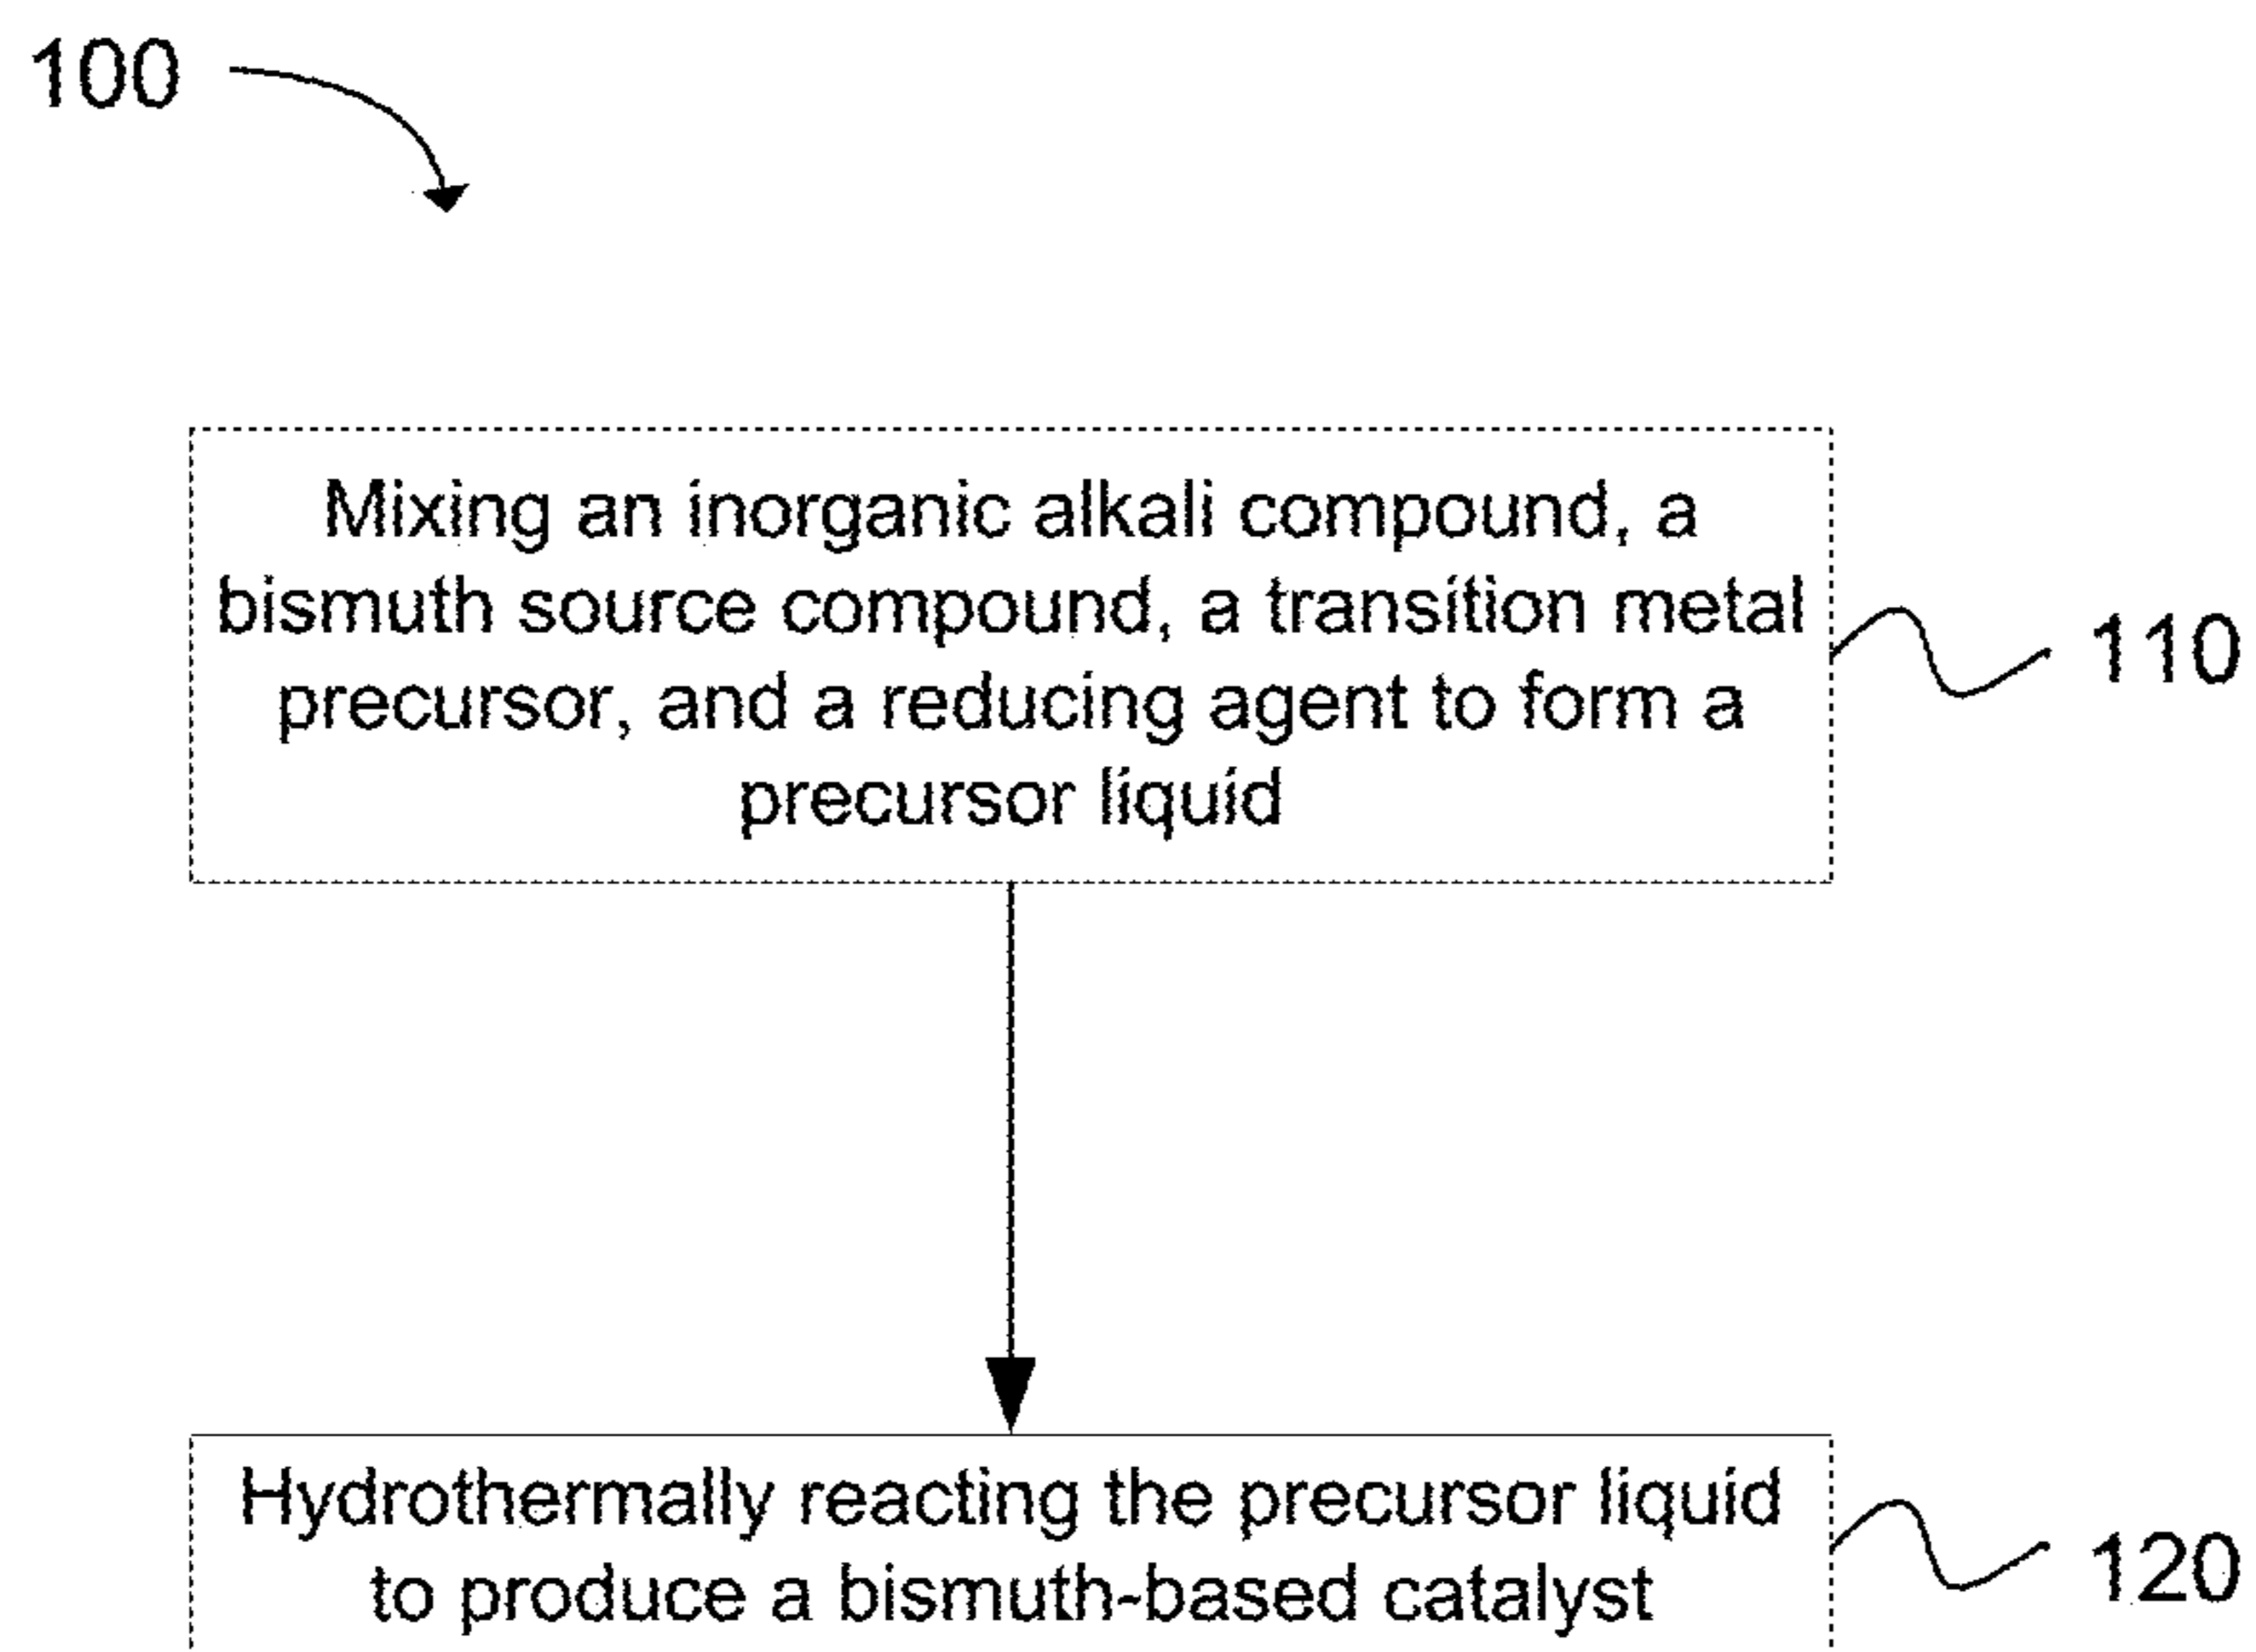 100
Mixing an inorganic alkali compound, a
bismuth source compound, a transition metal
precursor, and a reducing agent to form a
precursor liquid
110
Hydrothermally reacting the precursor liquid
to produce a bismuth-based catalyst
120